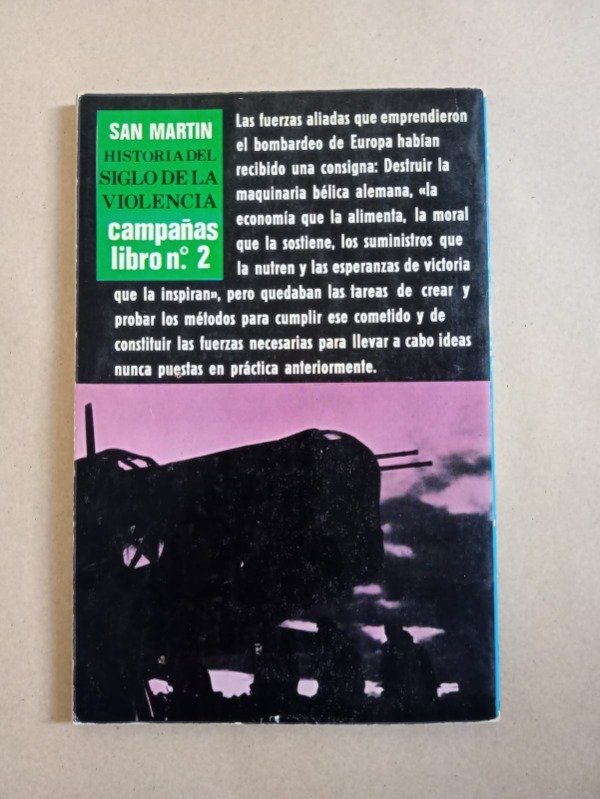 SAN MARTIN
HISTORIA DEL
SIGLO DE LA
VIOLENCIA
campañas
libro n.º 2
Las fuerzas aliadas que emprendieron
el bombardeo de Europa habían
recibido una consigna: Destruir la
maquinaria bélica alemana, «la
economía que la alimenta, la moral
que la sostiene, los suministros que
la nutren y las esperanzas de victoria
que la inspiran», pero quedaban las tareas de crear y
probar los métodos para cumplir ese cometido y de
constituir las fuerzas necesarias para llevar a cabo ideas
nunca puestas en práctica anteriormente.